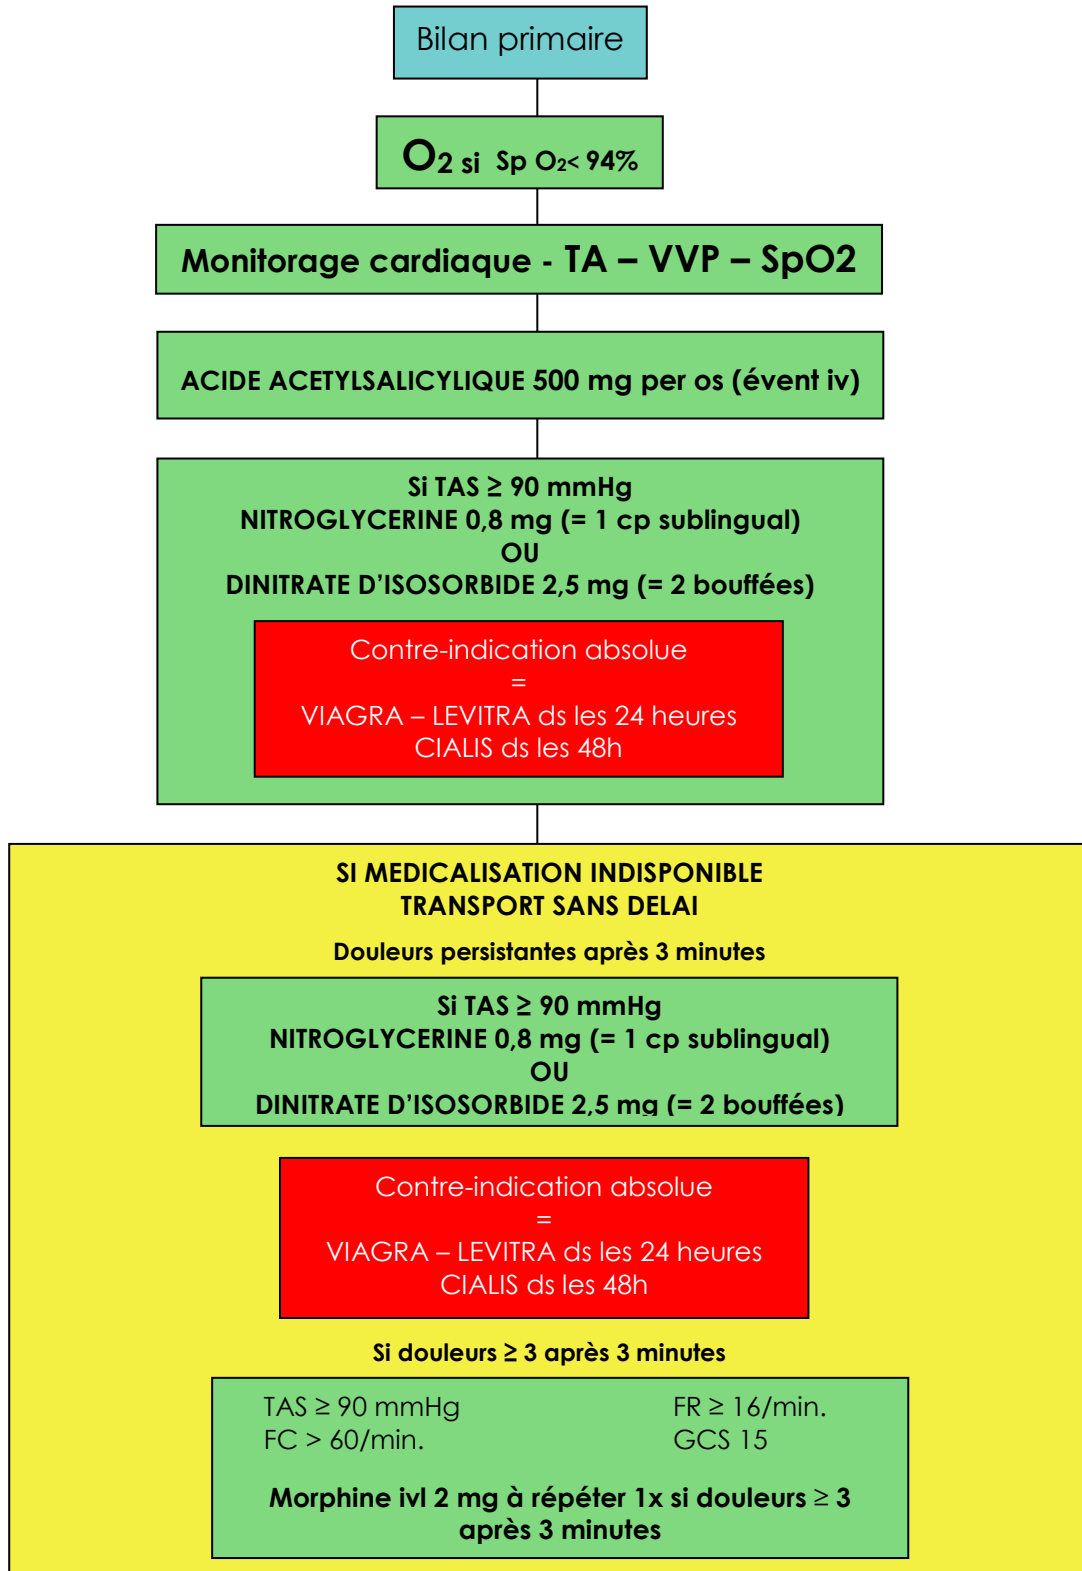 Bilan primaire
O2 si Sp O2< 94%
Monitorage cardiaque - TA – VVP – SpO2
ACIDE ACETYLSALICYLIQUE 500 mg per os (évent iv)
Si TAS ≥ 90 mmHg
NITROGLYCERINE 0,8 mg (= 1 cp sublingual)
OU
DINITRATE D’ISOSORBIDE 2,5 mg (= 2 bouffées)
Contre-indication absolue
=
VIAGRA – LEVITRA ds les 24 heures
CIALIS ds les 48h
SI MEDICALISATION INDISPONIBLE
TRANSPORT SANS DELAI
Douleurs persistantes après 3 minutes
Si TAS ≥ 90 mmHg
NITROGLYCERINE 0,8 mg (= 1 cp sublingual)
OU
DINITRATE D’ISOSORBIDE 2,5 mg (= 2 bouffées)
Contre-indication absolue
=
VIAGRA – LEVITRA ds les 24 heures
CIALIS ds les 48h
Si douleurs ≥ 3 après 3 minutes
TAS ≥ 90 mmHg FR ≥ 16/min.
FC > 60/min. GCS 15
Morphine ivl 2 mg à répéter 1x si douleurs ≥ 3
après 3 minutes